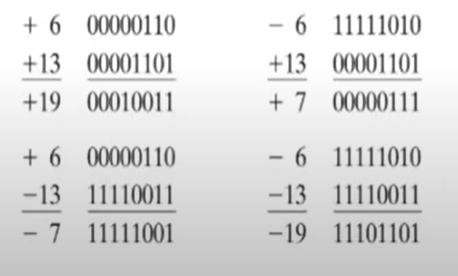 + 6 00000110 − 6 11111010
+13 00001101 +13 00001101
+19 00010011 + 7 00000111
+ 6 00000110 − 6 11111010
−13 11110011 −13 11110011
− 7 11111001 −19 11101101